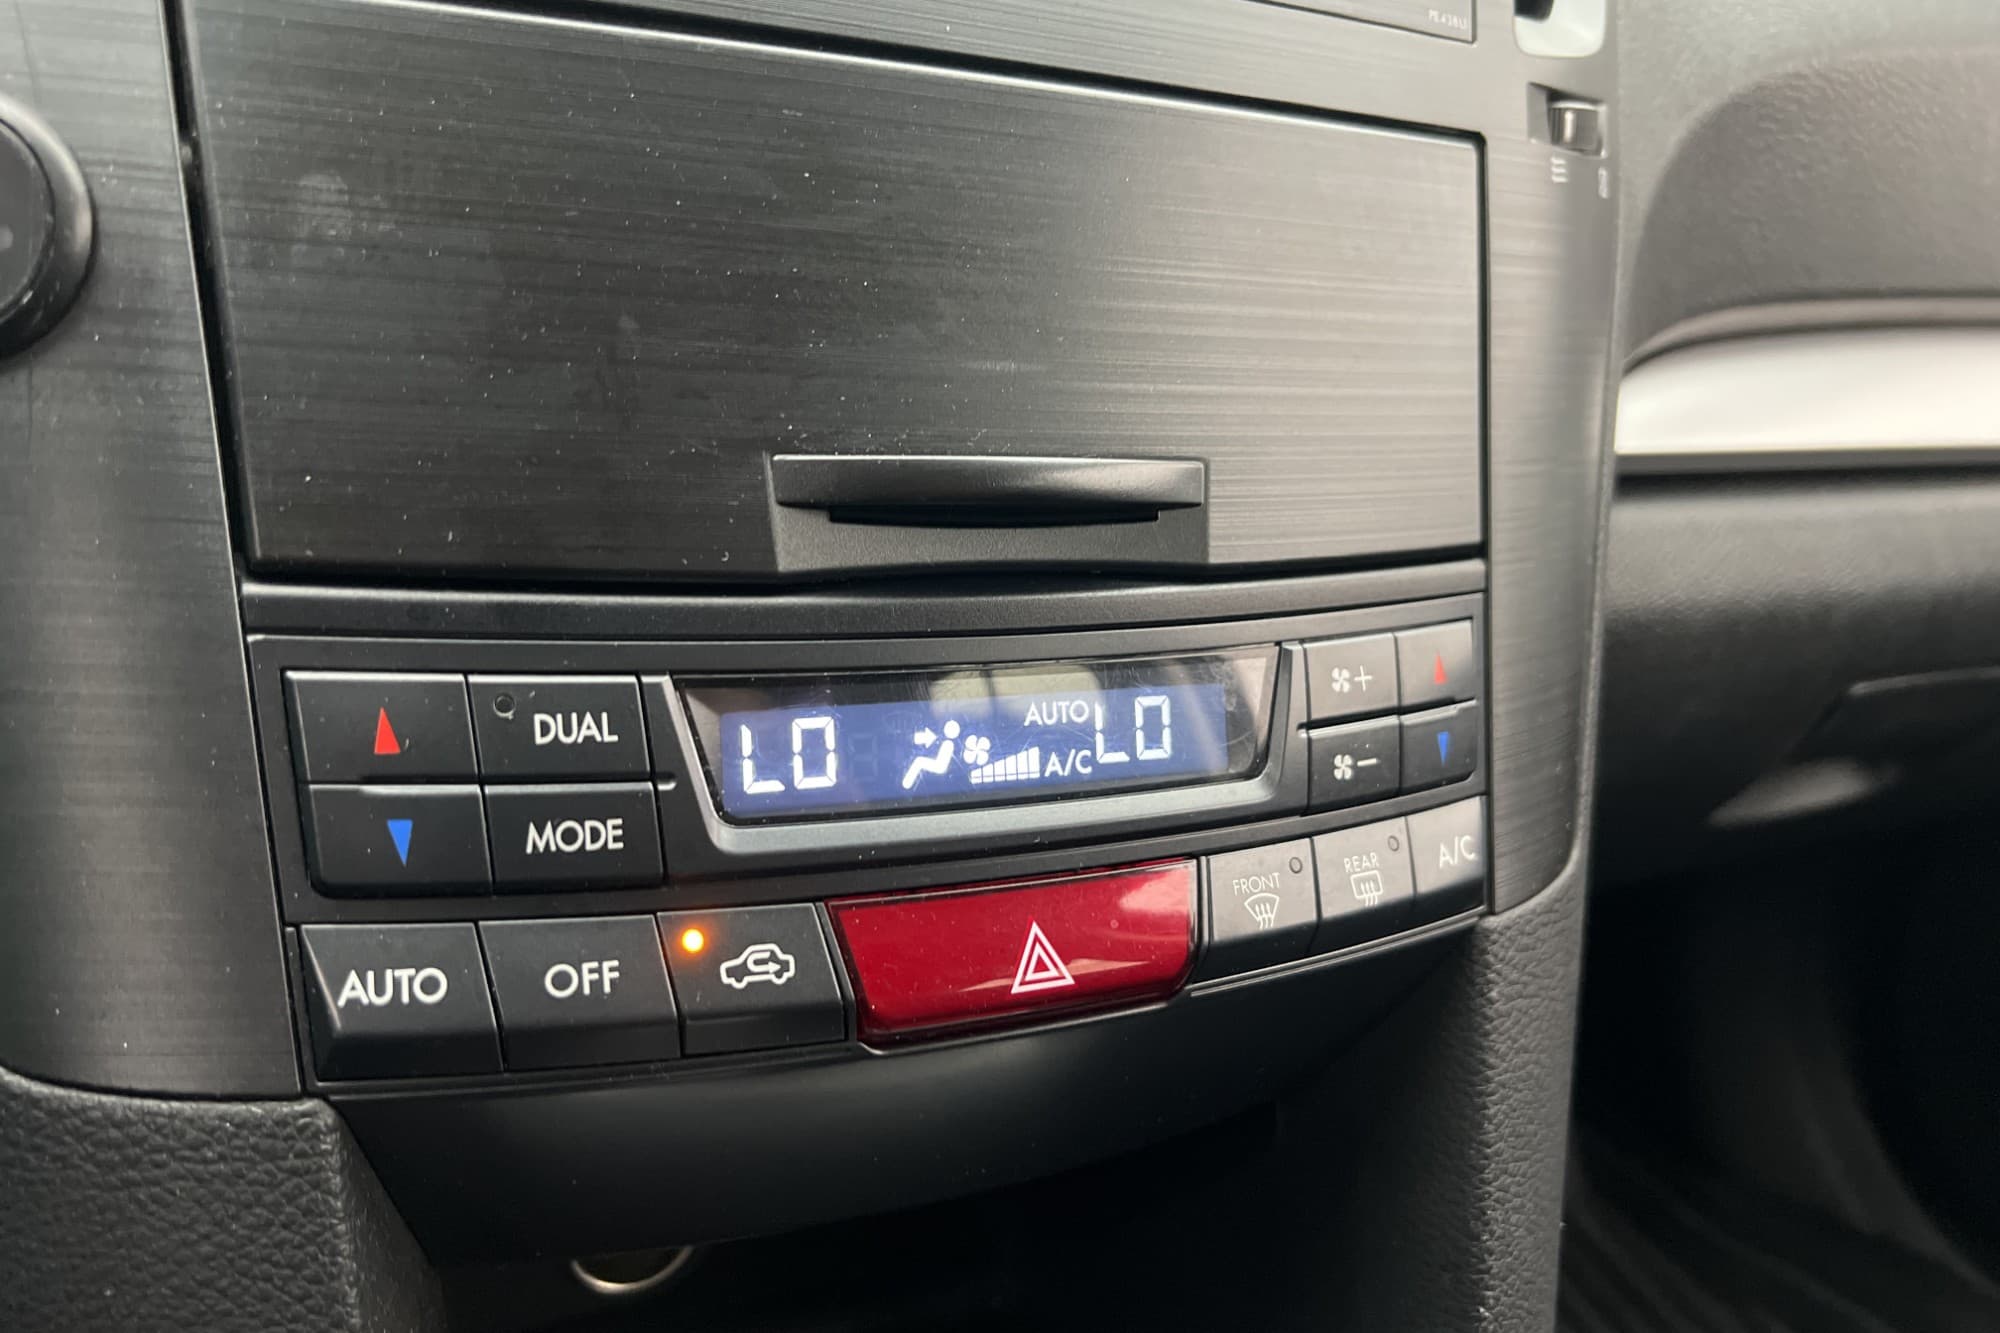 DUAL
MODE
LO
AUTO
A/C
LO
+
-
AUTO
OFF
FRONT
REAR
A/C